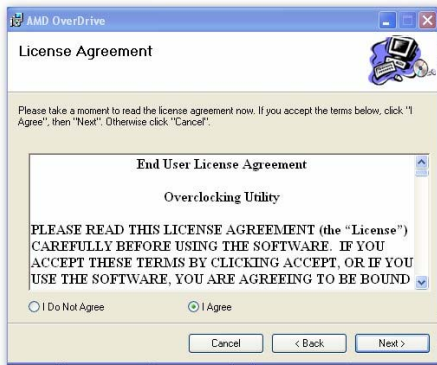 AMD OverDrive
License Agreement
Please take a moment to read the license agreement now. If you accept the terms below, click "I
Agree", then "Next". Otherwise click "Cancel".
End User License Agreement
Overclocking Utility
PLEASE READ THIS LICENSE AGREEMENT (the “License”)
CAREFULLY BEFORE USING THE SOFTWARE.  IF YOU
ACCEPT THESE TERMS BY CLICKING ACCEPT, OR IF YOU
USE THE SOFTWARE, YOU ARE AGREEING TO BE BOUND
I Do Not Agree
I Agree
Cancel
< Back
Next >